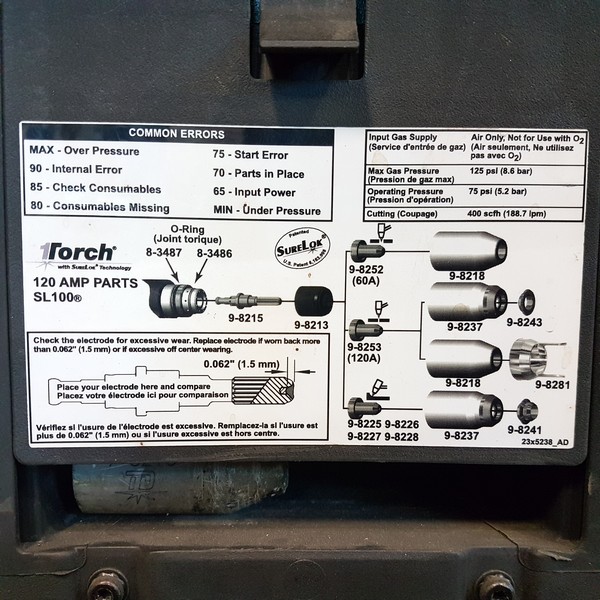 COMMON ERRORS
MAX - Over Pressure
90 - Internal Error
85 - Check Consumables
80 - Consumables Missing
75 - Start Error
70 - Parts in Place
65 - Input Power
MIN - Under Pressure
Input Gas Supply
(Service d'entrée de gaz)
Air Only, Not for Use with O2
(Air seulement, Ne utilisez
pas avec O2)
Max Gas Pressure
(Pression de gaz max)
125 psi (8.6 bar)
Operating Pressure
(Pression d'opération)
75 psi (5.2 bar)
Cutting (Coupage)
400 scfh (188.7 lpm)
1Torch®
with SureLok® Technology
120 AMP PARTS
SL100®
O-Ring
(Joint torique)
8-3487 8-3486
Patented
SURELOK®
U.S. Patent 6,163,008
9-8215
9-8213
9-8252
(60A)
9-8218
9-8253
(120A)
9-8237
9-8243
9-8218
9-8281
9-8225 9-8226
9-8227 9-8228
9-8237
9-8241
23x5238_AD
Check the electrode for excessive wear. Replace electrode if worn back more
than 0.062" (1.5 mm) or if excessive off center wearing.
0.062" (1.5 mm)
Place your electrode here and compare
Placez votre électrode ici pour comparaison
Vérifiez si l'usure de l'électrode est excessive. Remplacez-la si l'usure est
plus de 0.062" (1.5 mm) ou si l'usure excessive est hors centre.